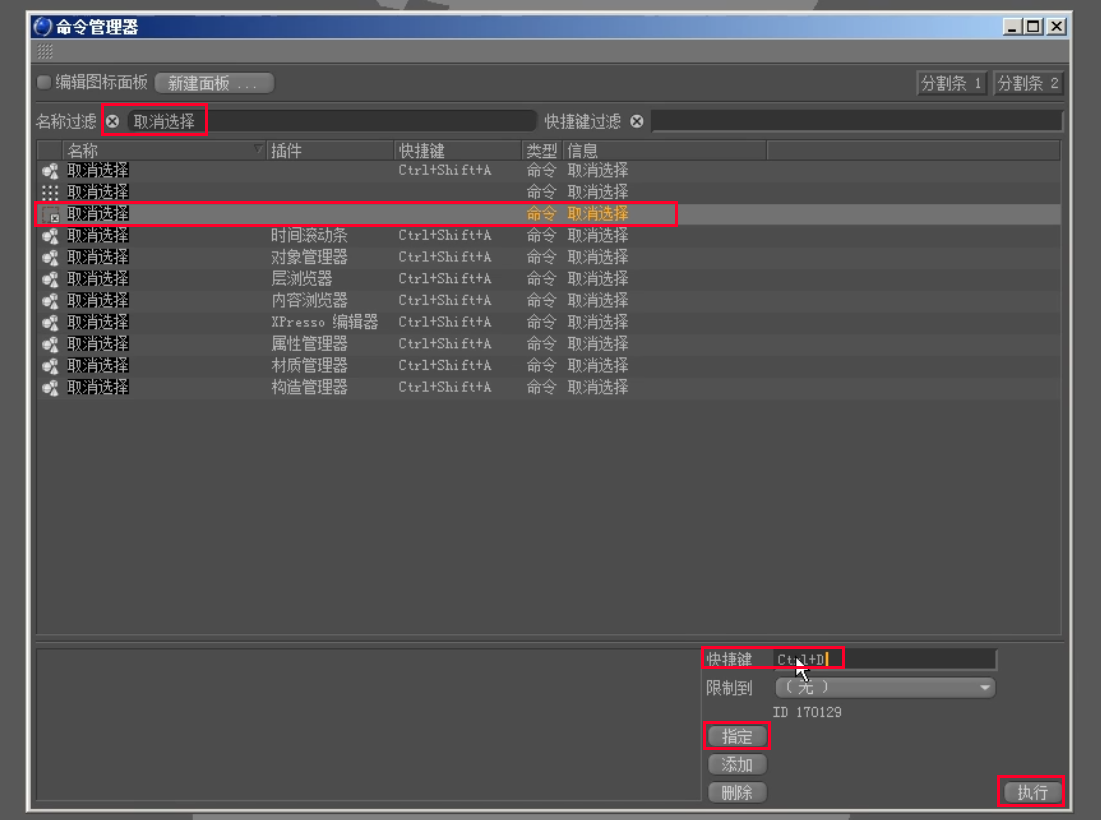 命令管理器
编辑图标面板 新建面板 ... 分割条 1 分割条 2
名称过滤 取消选择 快捷键过滤
名称 插件 快捷键 类型 信息
取消选择 Ctrl+Shift+A 命令 取消选择
取消选择 命令 取消选择
取消选择 命令 取消选择
取消选择 时间滚动条 Ctrl+Shift+A 命令 取消选择
取消选择 对象管理器 Ctrl+Shift+A 命令 取消选择
取消选择 层浏览器 Ctrl+Shift+A 命令 取消选择
取消选择 内容浏览器 Ctrl+Shift+A 命令 取消选择
取消选择 XPresso 编辑器 Ctrl+Shift+A 命令 取消选择
取消选择 属性管理器 Ctrl+Shift+A 命令 取消选择
取消选择 材质管理器 Ctrl+Shift+A 命令 取消选择
取消选择 构造管理器 Ctrl+Shift+A 命令 取消选择
快捷键 Ctrl+D
限制到 (无)
ID 170129
指定
添加
删除 执行